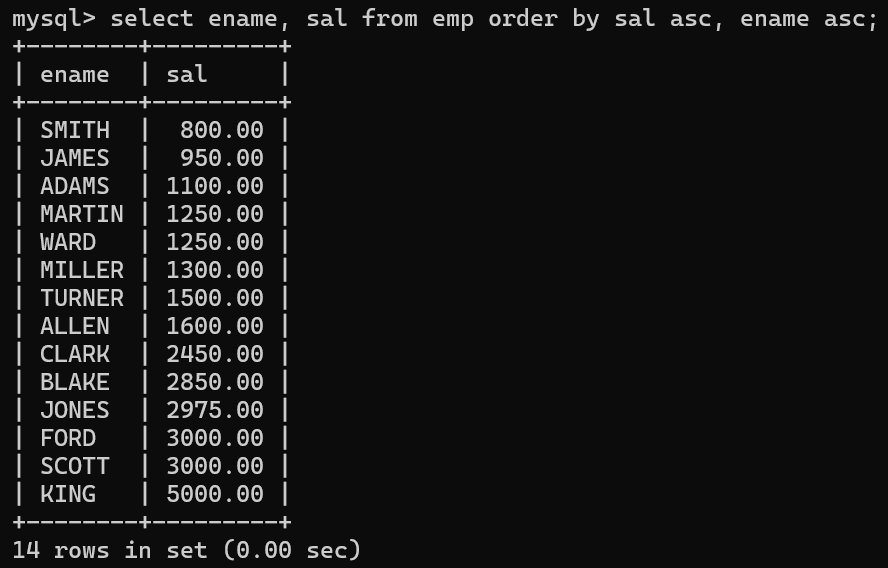 mysql> select ename, sal from emp order by sal asc, ename asc;
+--------+---------+
| ename  | sal     |
+--------+---------+
| SMITH  |  800.00 |
| JAMES  |  950.00 |
| ADAMS  | 1100.00 |
| MARTIN | 1250.00 |
| WARD   | 1250.00 |
| MILLER | 1300.00 |
| TURNER | 1500.00 |
| ALLEN  | 1600.00 |
| CLARK  | 2450.00 |
| BLAKE  | 2850.00 |
| JONES  | 2975.00 |
| FORD   | 3000.00 |
| SCOTT  | 3000.00 |
| KING   | 5000.00 |
+--------+---------+
14 rows in set (0.00 sec)